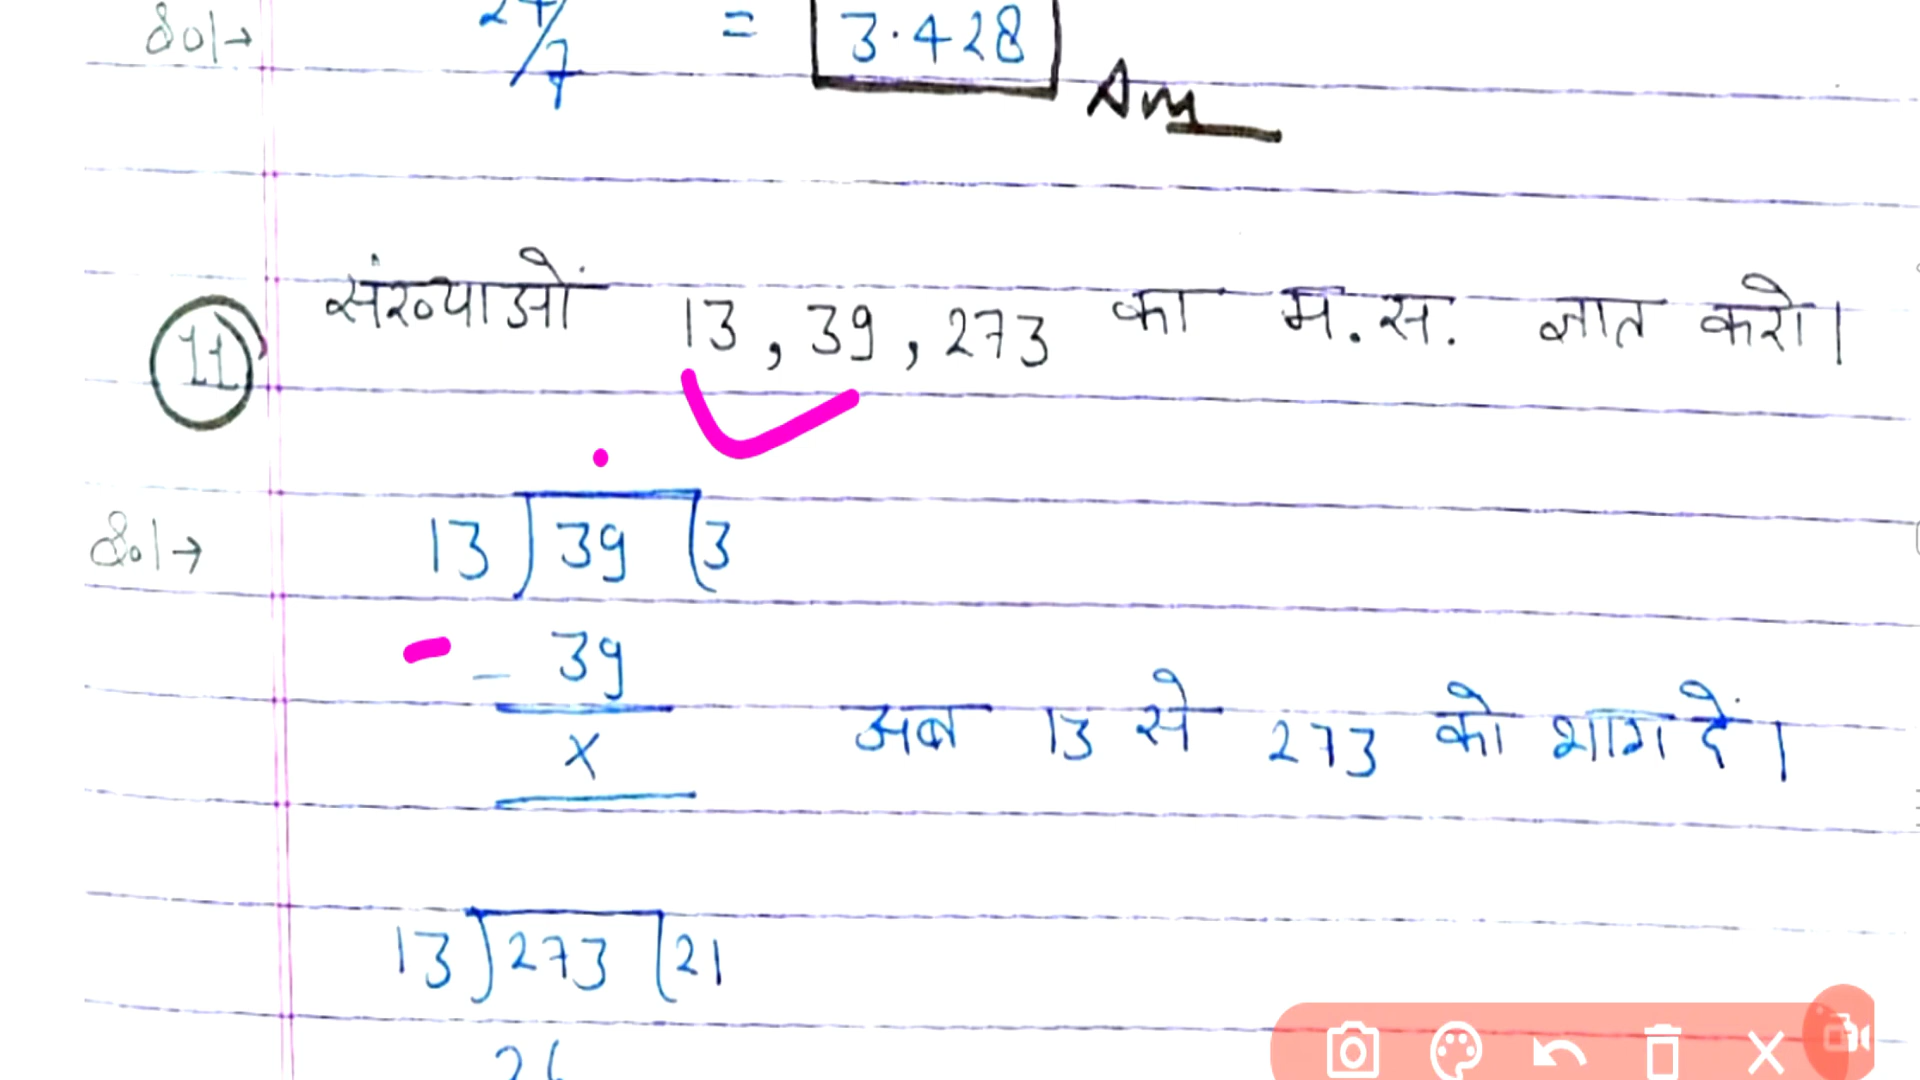 Sol→ 24/7 = 3.428 Ans
11 संख्याओं 13, 39, 273 का म.स. ज्ञात करो।
Sol→ 13) 39 (3
- 39
x अब 13 से 273 को भाग दें।
13) 273 (21
26